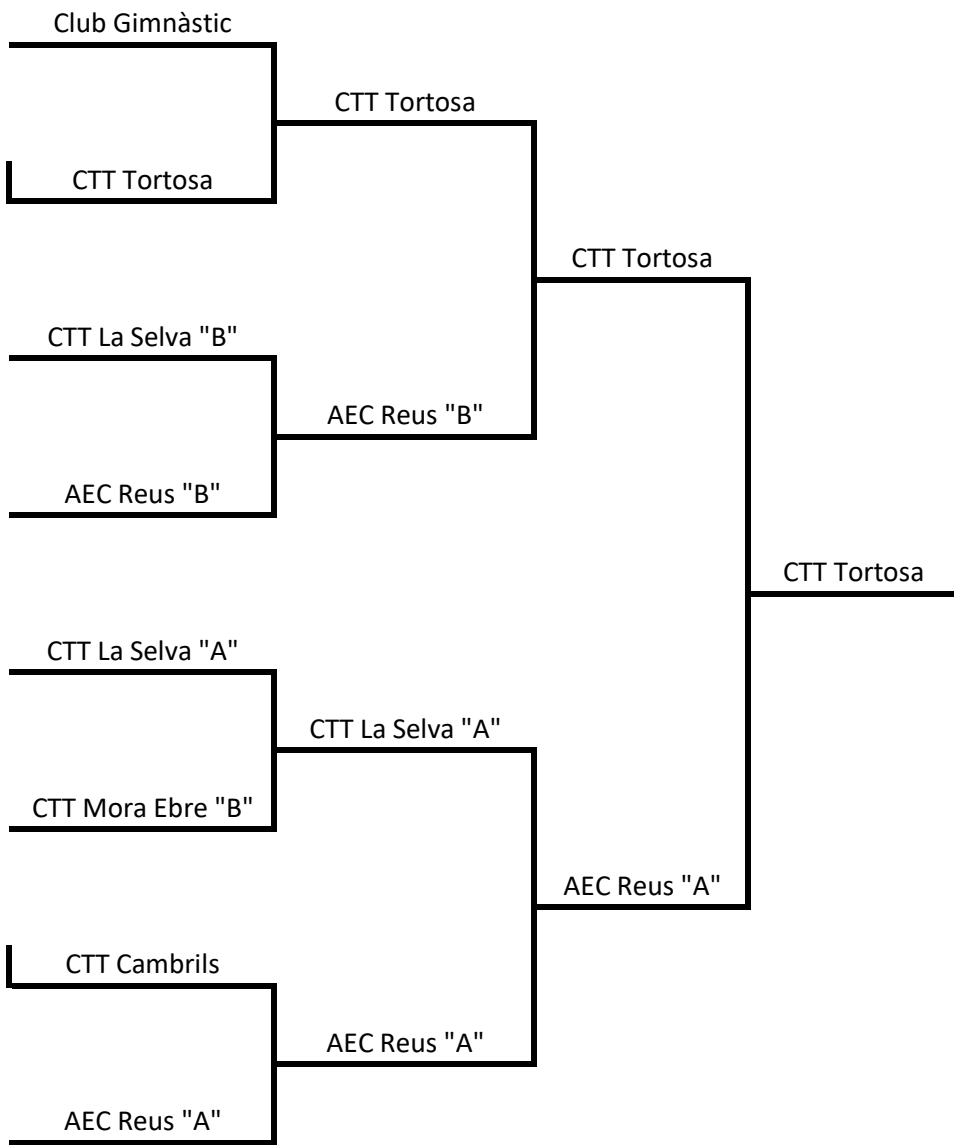 Club Gimnàstic
CTT Tortosa
CTT Tortosa
CTT Tortosa
CTT La Selva "B"
AEC Reus "B"
AEC Reus "B"
CTT Tortosa
CTT La Selva "A"
CTT La Selva "A"
CTT Mora Ebre "B"
AEC Reus "A"
CTT Cambrils
AEC Reus "A"
AEC Reus "A"